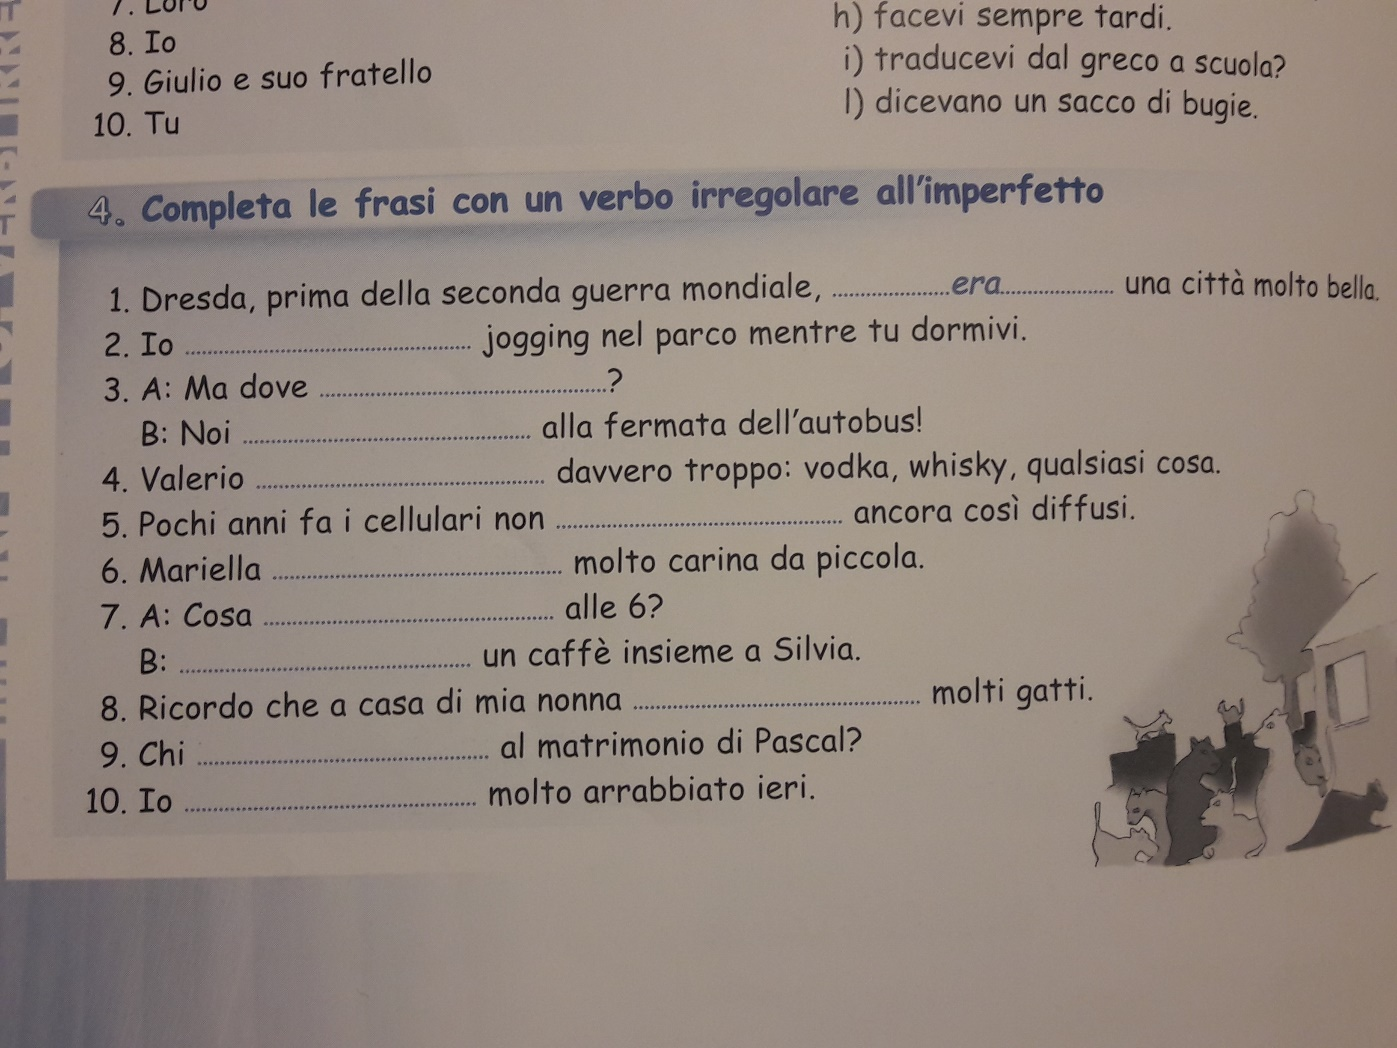 7. Loro
h) facevi sempre tardi.
8. Io
i) traducevi dal greco a scuola?
9. Giulio e suo fratello
l) dicevano un sacco di bugie.
10. Tu
4. Completa le frasi con un verbo irregolare all'imperfetto
1. Dresda, prima della seconda guerra mondiale, ....................era.................... una città molto bella.
2. Io .................................................. jogging nel parco mentre tu dormivi.
3. A: Ma dove ..................................................?
B: Noi .................................................. alla fermata dell'autobus!
4. Valerio .................................................. davvero troppo: vodka, whisky, qualsiasi cosa.
5. Pochi anni fa i cellulari non .................................................. ancora così diffusi.
6. Mariella .................................................. molto carina da piccola.
7. A: Cosa .................................................. alle 6?
B: .................................................. un caffè insieme a Silvia.
8. Ricordo che a casa di mia nonna .................................................. molti gatti.
9. Chi .................................................. al matrimonio di Pascal?
10. Io .................................................. molto arrabbiato ieri.